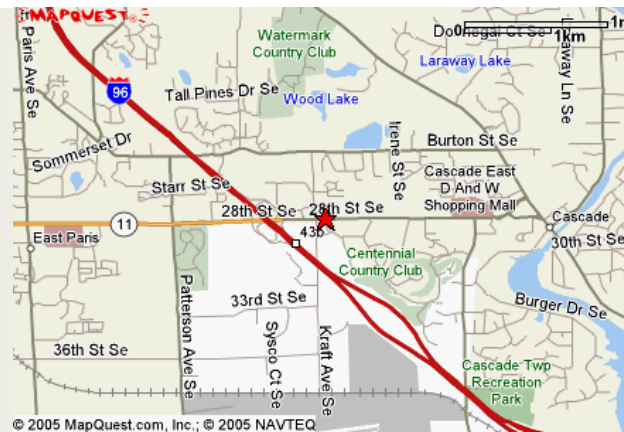 MAPQUEST
Paris Ave Se
96
Watermark
Country Club
Donegal Ct Se
0
1km
Laraway Lake
Laraway Ln Se
Tall Pines Dr Se
Wood Lake
Sommerset Dr
Irene St Se
Burton St Se
Starr St Se
Cascade East
D And W
Shopping Mall
28th St Se
28th St Se
11
43b
Cascade
East Paris
30th St Se
Centennial
Country Club
Patterson Ave Se
33rd St Se
Burger Dr Se
Sysco Ct Se
Kraft Ave Se
36th St Se
Cascade Twp
Recreation
Park
© 2005 MapQuest.com, Inc.; © 2005 NAVTEQ